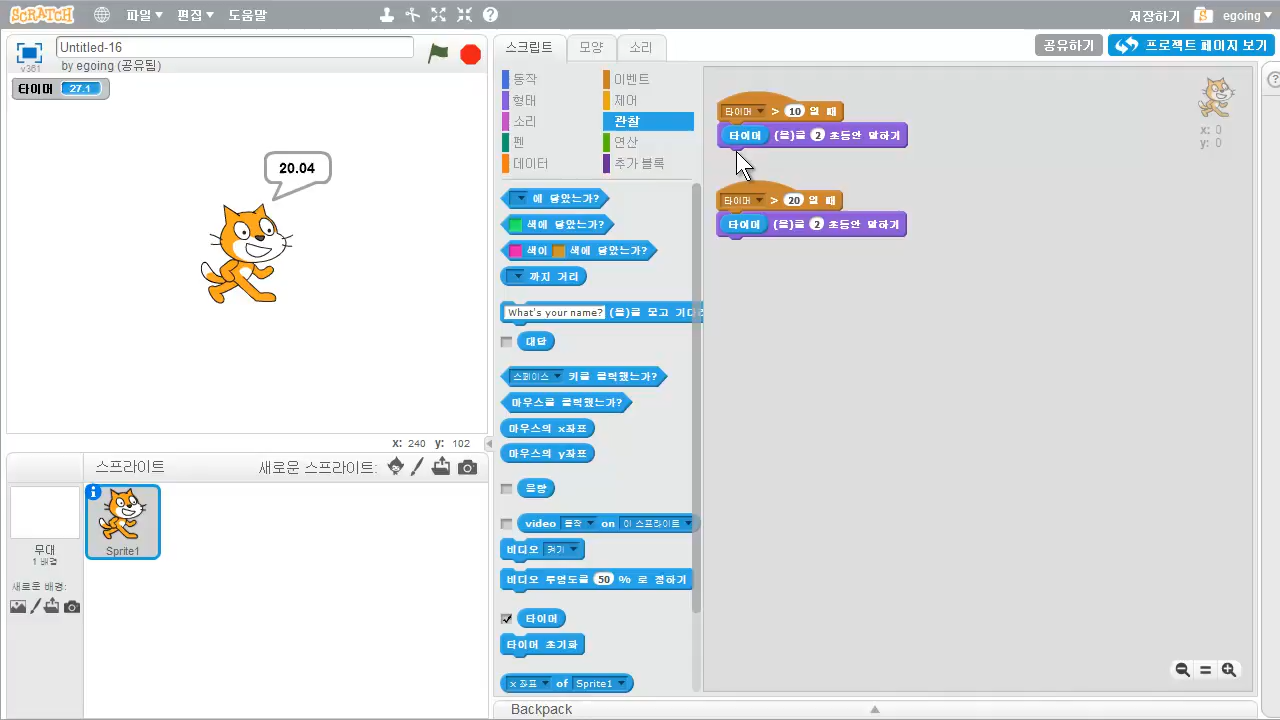 SCRATCH 파일 편집 도움말 저장하기 egoing
v361 Untitled-16
by egoing (공유됨)
타이머 27.1
20.04
x: 240 y: 102
스프라이트 새로운 스프라이트:
무대
1 배경
새로운 배경:
Sprite1
스크립트 모양 소리
공유하기 프로젝트 페이지 보기
동작 이벤트
형태 제어
소리 관찰
펜 연산
데이터 추가 블록
에 닿았는가?
색에 닿았는가?
색이 색에 닿았는가?
까지 거리
What's your name? (을)를 묻고 기다
대답
스페이스 키를 클릭했는가?
마우스를 클릭했는가?
마우스의 x좌표
마우스의 y좌표
음량
video 동작 on 이 스프라이트
비디오 켜기
비디오 투명도를 50 % 로 정하기
타이머
타이머 초기화
x 좌표 of Sprite1
타이머 > 10 일 때
타이머 (을)를 2 초동안 말하기
타이머 > 20 일 때
타이머 (을)를 2 초동안 말하기
x: 0
y: 0
Backpack